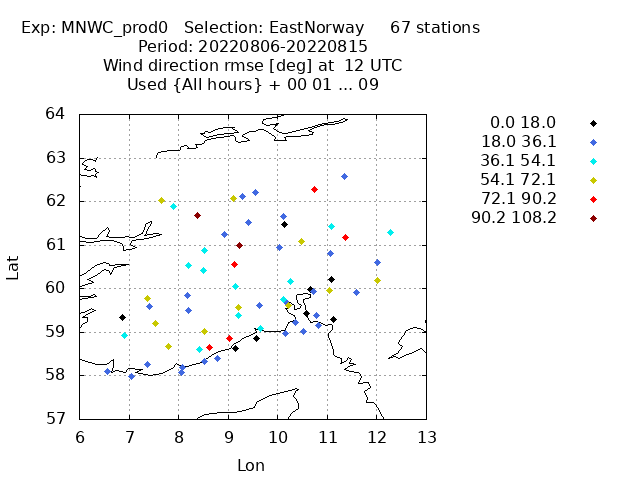 Exp: MNWC_prod0   Selection: EastNorway     67 stations
Period: 20220806-20220815
Wind direction rmse [deg] at  12 UTC
Used {All hours} + 00 01 ... 09
0.0 18.0
18.0 36.1
36.1 54.1
54.1 72.1
72.1 90.2
90.2 108.2
Lat
64
63
62
61
60
59
58
57
6 7 8 9 10 11 12 13
Lon